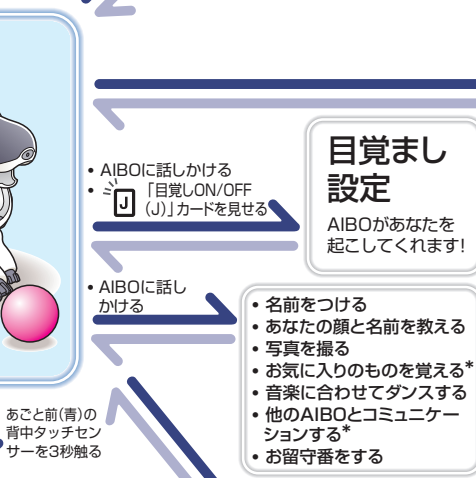 • AIBOに話しかける
• J 「目覚しON/OFF
(J)」カードを見せる
目覚まし
設定
AIBOがあなたを
起こしてくれます!
• AIBOに話し
かける
• 名前をつける
• あなたの顔と名前を教える
• 写真を撮る
• お気に入りのものを覚える*
• 音楽に合わせてダンスする
• 他のAIBOとコミュニケー
ションする*
• お留守番をする
あごと前(青)の
背中タッチセン
サーを3秒触る